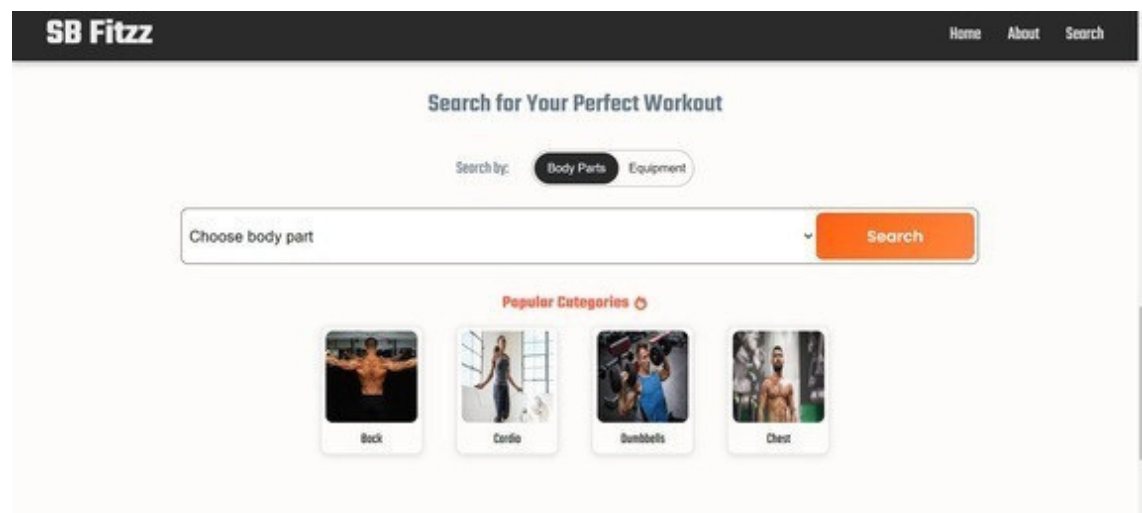 SB Fitzz
Home About Search
Search for Your Perfect Workout
Search by: Body Parts Equipment
Choose body part
Search
Popular Categories
Back Cardio Dumbbells Chest